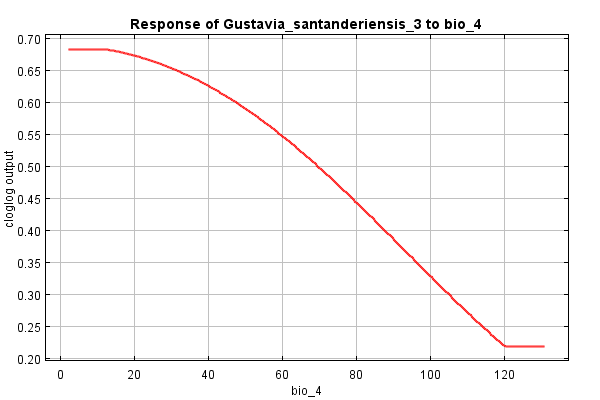 Response of Gustavia_santanderiensis_3 to bio_4
cloglog output
0.70
0.65
0.60
0.55
0.50
0.45
0.40
0.35
0.30
0.25
0.20
0 20 40 60 80 100 120
bio_4